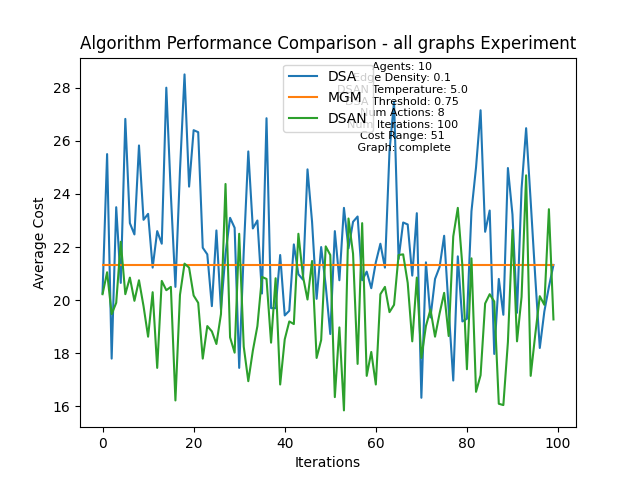 Algorithm Performance Comparison - all graphs Experiment
DSA
MGM
DSAN
Agents: 10
Edge Density: 0.1
DSAN Temperature: 5.0
DSA Threshold: 0.75
Num Actions: 8
Num Iterations: 100
Cost Range: 51
Graph: complete
Average Cost
28
26
24
22
20
18
16
0
20
40
60
80
100
Iterations